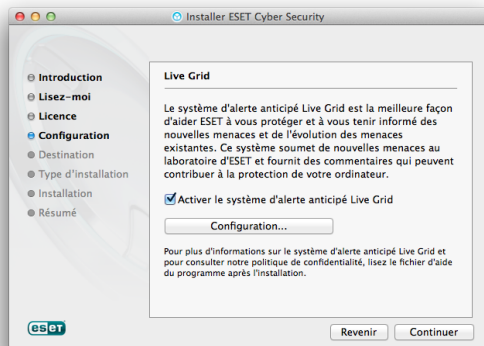 Installer ESET Cyber Security
Introduction
Lisez-moi
Licence
Configuration
Destination
Type d'installation
Installation
Résumé
Live Grid
Le système d'alerte anticipé Live Grid est la meilleure façon
d'aider ESET à vous protéger et à vous tenir informé des
nouvelles menaces et de l'évolution des menaces
existantes. Ce système soumet de nouvelles menaces au
laboratoire d'ESET et fournit des commentaires qui peuvent
contribuer à la protection de votre ordinateur.
Activer le système d'alerte anticipé Live Grid
Configuration...
Pour plus d'informations sur le système d'alerte anticipé Live Grid et
pour consulter notre politique de confidentialité, lisez le fichier d'aide
du programme après l'installation.
eseT
Revenir
Continuer